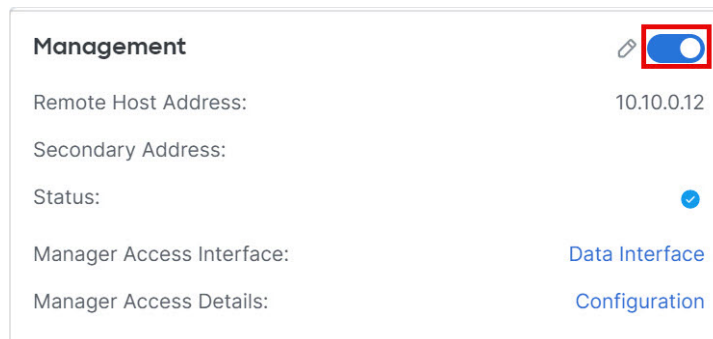 Management
Remote Host Address: 10.10.0.12
Secondary Address:
Status:
Manager Access Interface: Data Interface
Manager Access Details: Configuration